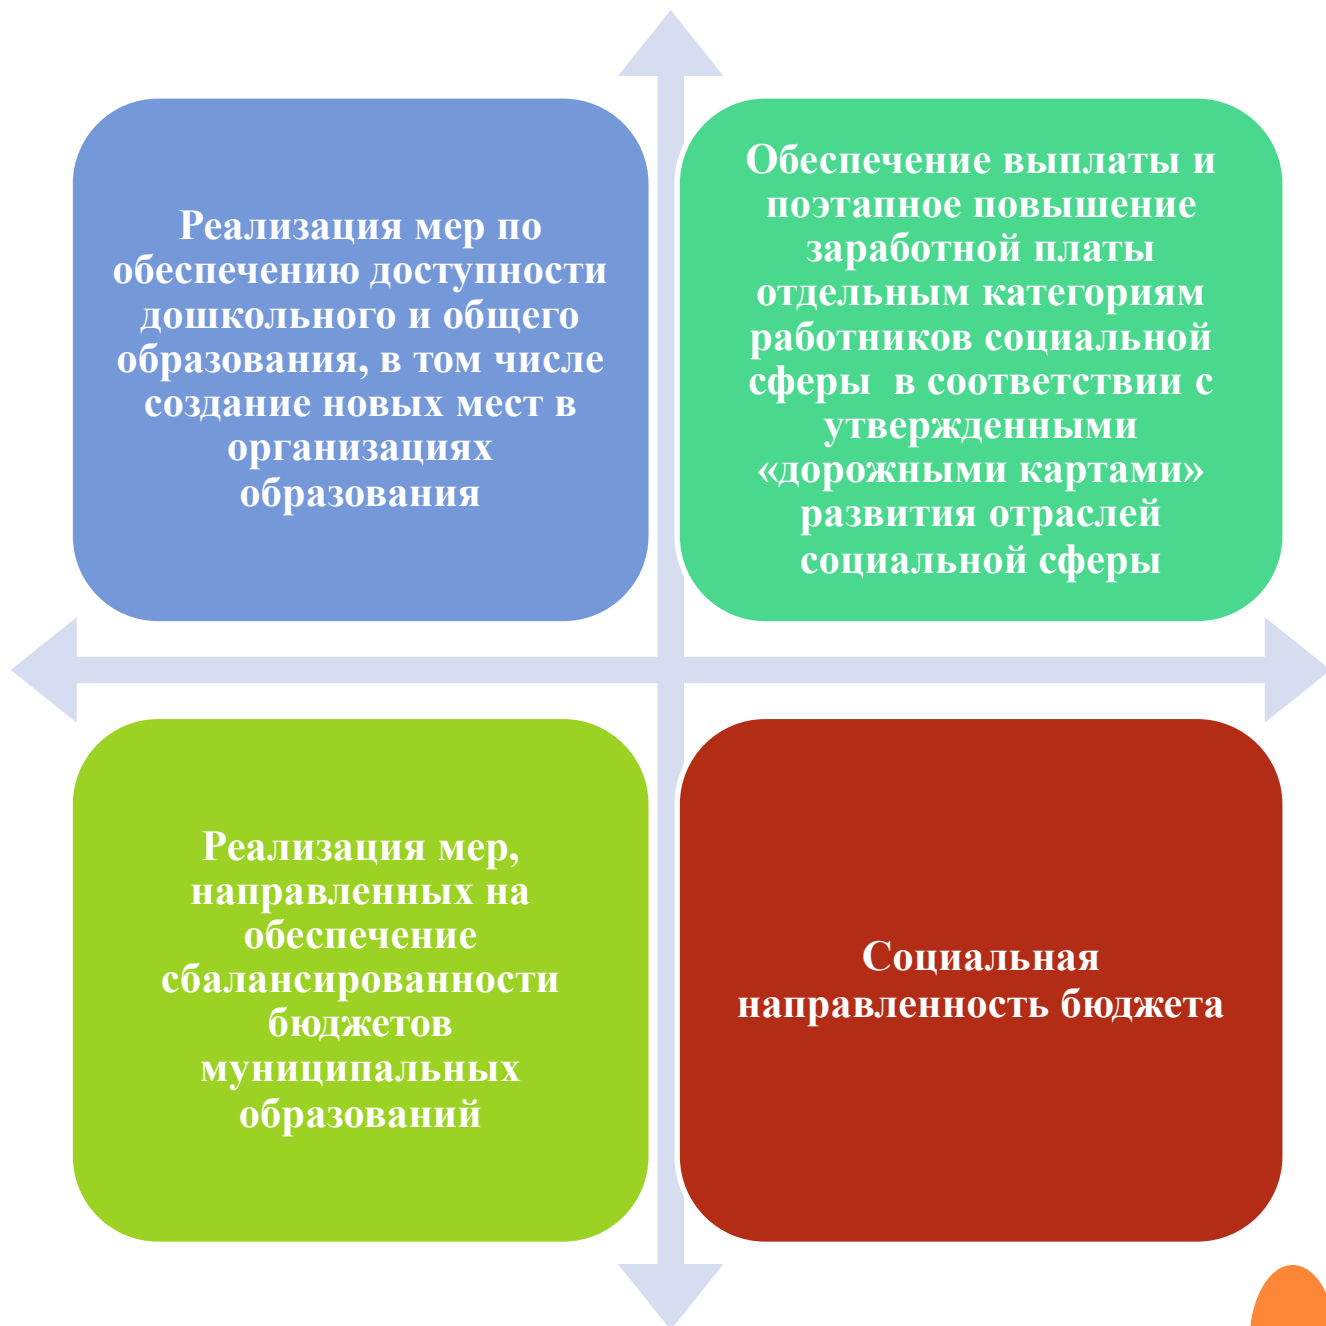 Реализация мер по
обеспечению доступности
дошкольного и общего
образования, в том числе
создание новых мест в
организациях
образования
Обеспечение выплаты и
поэтапное повышение
заработной платы
отдельным категориям
работников социальной
сферы  в соответствии с
утвержденными
«дорожными картами»
развития отраслей
социальной сферы
Реализация мер,
направленных на
обеспечение
сбалансированности
бюджетов
муниципальных
образований
Социальная
направленность бюджета